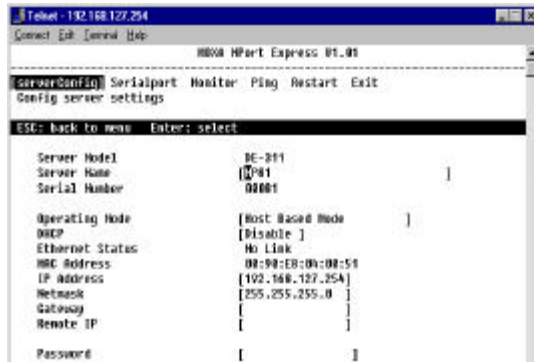 Telnet - 192.168.127.254
Connect Edit Terminal Help
MOXA NPort Express V1.01
serverConfig Serialport Monitor Ping Restart Exit
Config server settings
ESC: back to menu Enter: select
Server Model DE-311
Server Name [NP01 ]
Serial Number 00001
Operating Mode [Host Based Mode ]
DHCP [Disable ]
Ethernet Status No Link
MAC Address 00:90:E8:04:00:51
IP Address [192.168.127.254]
Netmask [255.255.255.0 ]
Gateway [ ]
Remote IP [ ]
Password [ ]